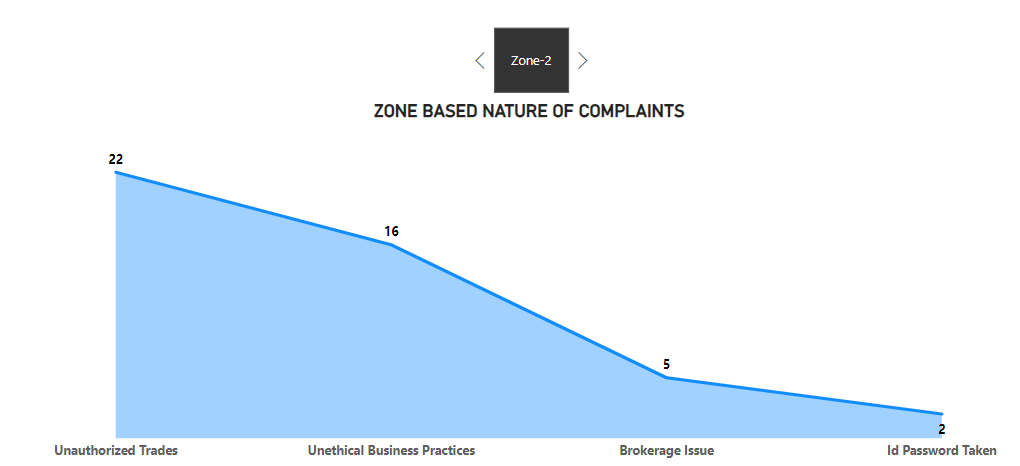 Zone-2
ZONE BASED NATURE OF COMPLAINTS
22
16
5
2
Unauthorized Trades
Unethical Business Practices
Brokerage Issue
Id Password Taken